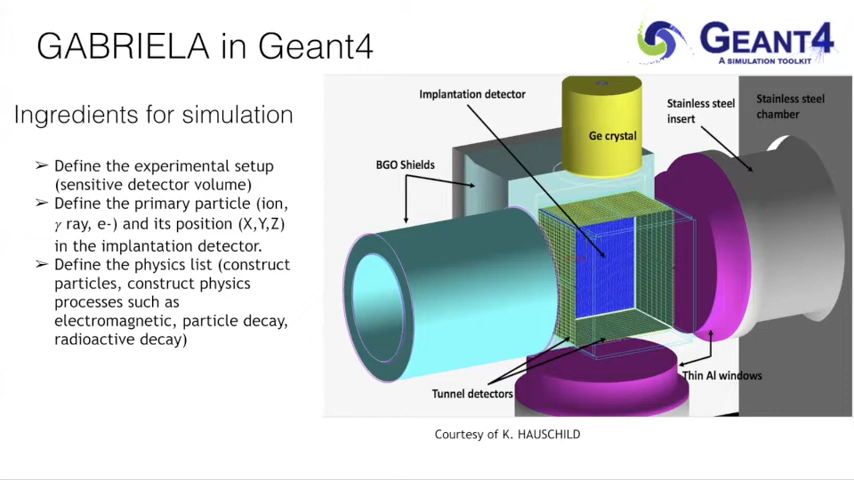 GABRIELA in Geant4
GEANT4
A SIMULATION TOOLKIT
Ingredients for simulation
➢ Define the experimental setup
(sensitive detector volume)
➢ Define the primary particle (ion,
γ ray, e-) and its position (X,Y,Z)
in the implantation detector.
➢ Define the physics list (construct
particles, construct physics
processes such as
electromagnetic, particle decay,
radioactive decay)
Implantation detector
Ge crystal
Stainless steel
insert
Stainless steel
chamber
BGO Shields
Thin Al windows
Tunnel detectors
Courtesy of K. HAUSCHILD